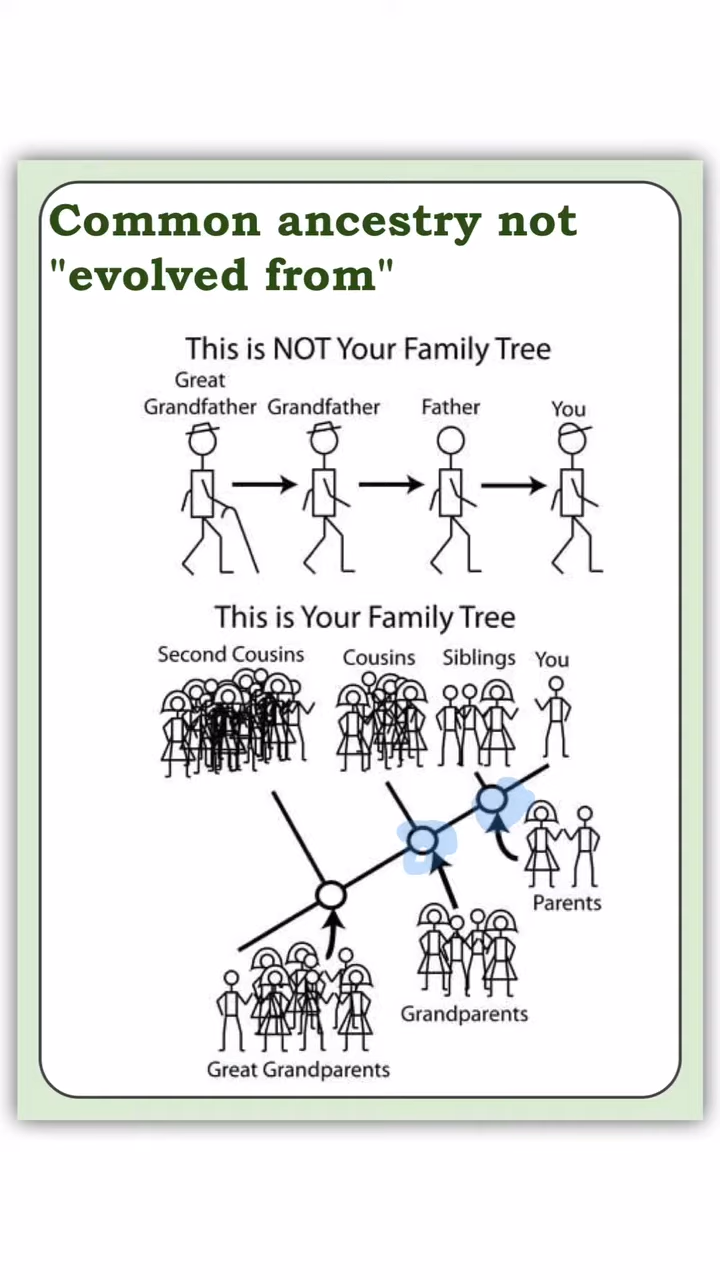 Common ancestry not
"evolved from"
This is NOT Your Family Tree
Great
Grandfather Grandfather Father You
This is Your Family Tree
Second Cousins Cousins Siblings You
Parents
Grandparents
Great Grandparents